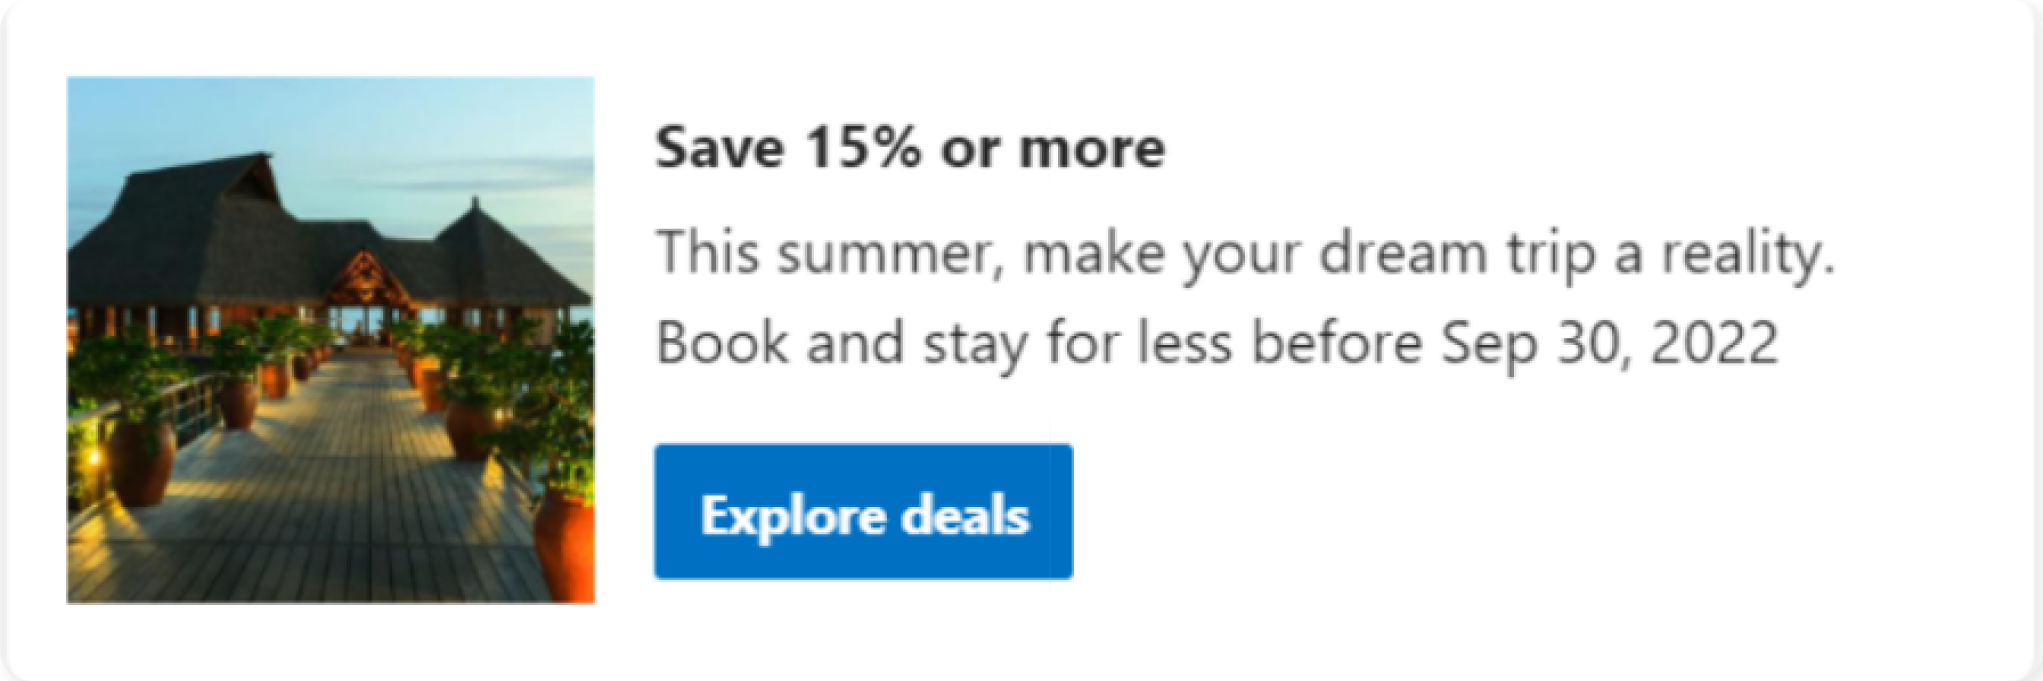 Save 15% or more
This summer, make your dream trip a reality.
Book and stay for less before Sep 30, 2022
Explore deals